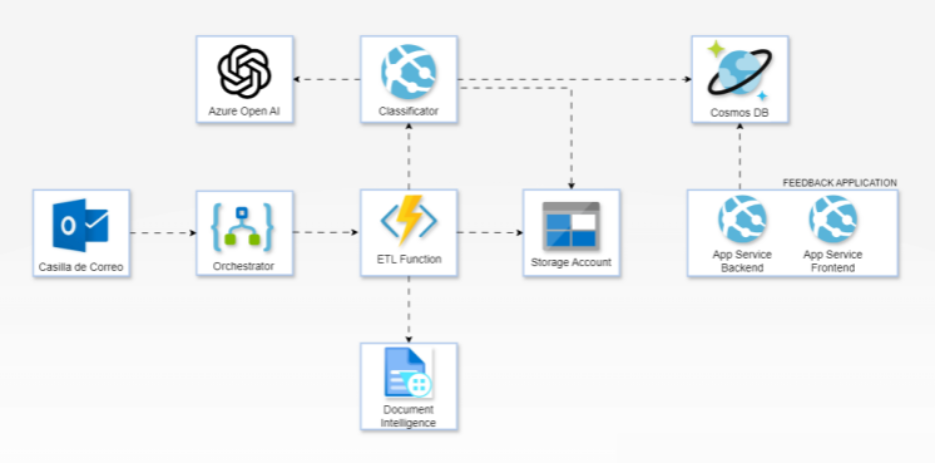 Azure Open AI
Classificator
Cosmos DB
FEEDBACK APPLICATION
Casilla de Correo
Orchestrator
ETL Function
Storage Account
App Service
Backend
App Service
Frontend
Document
Intelligence